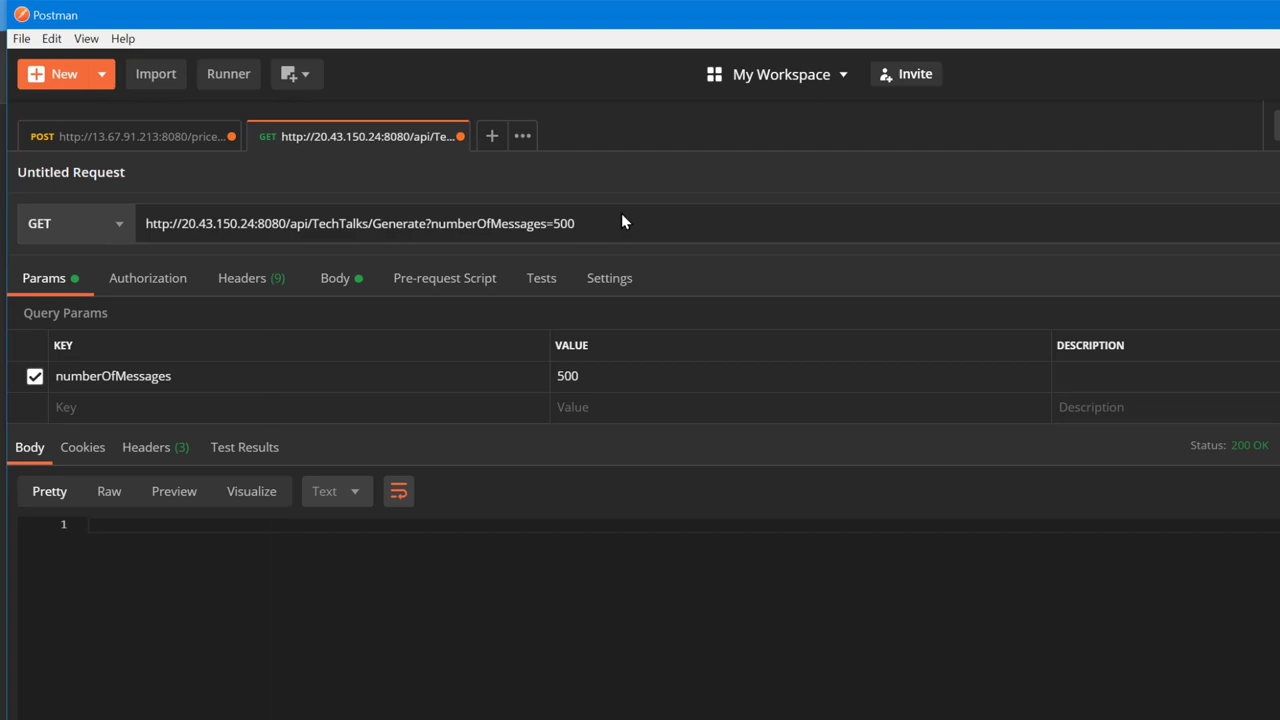 Postman
File Edit View Help
New Import Runner My Workspace Invite
POST http://13.67.91.213:8080/price... GET http://20.43.150.24:8080/api/Te... + •••
Untitled Request
GET http://20.43.150.24:8080/api/TechTalks/Generate?numberOfMessages=500
Params Authorization Headers (9) Body Pre-request Script Tests Settings
Query Params
KEY VALUE DESCRIPTION
numberOfMessages 500
Key Value Description
Body Cookies Headers (3) Test Results Status: 200 OK
Pretty Raw Preview Visualize Text
1